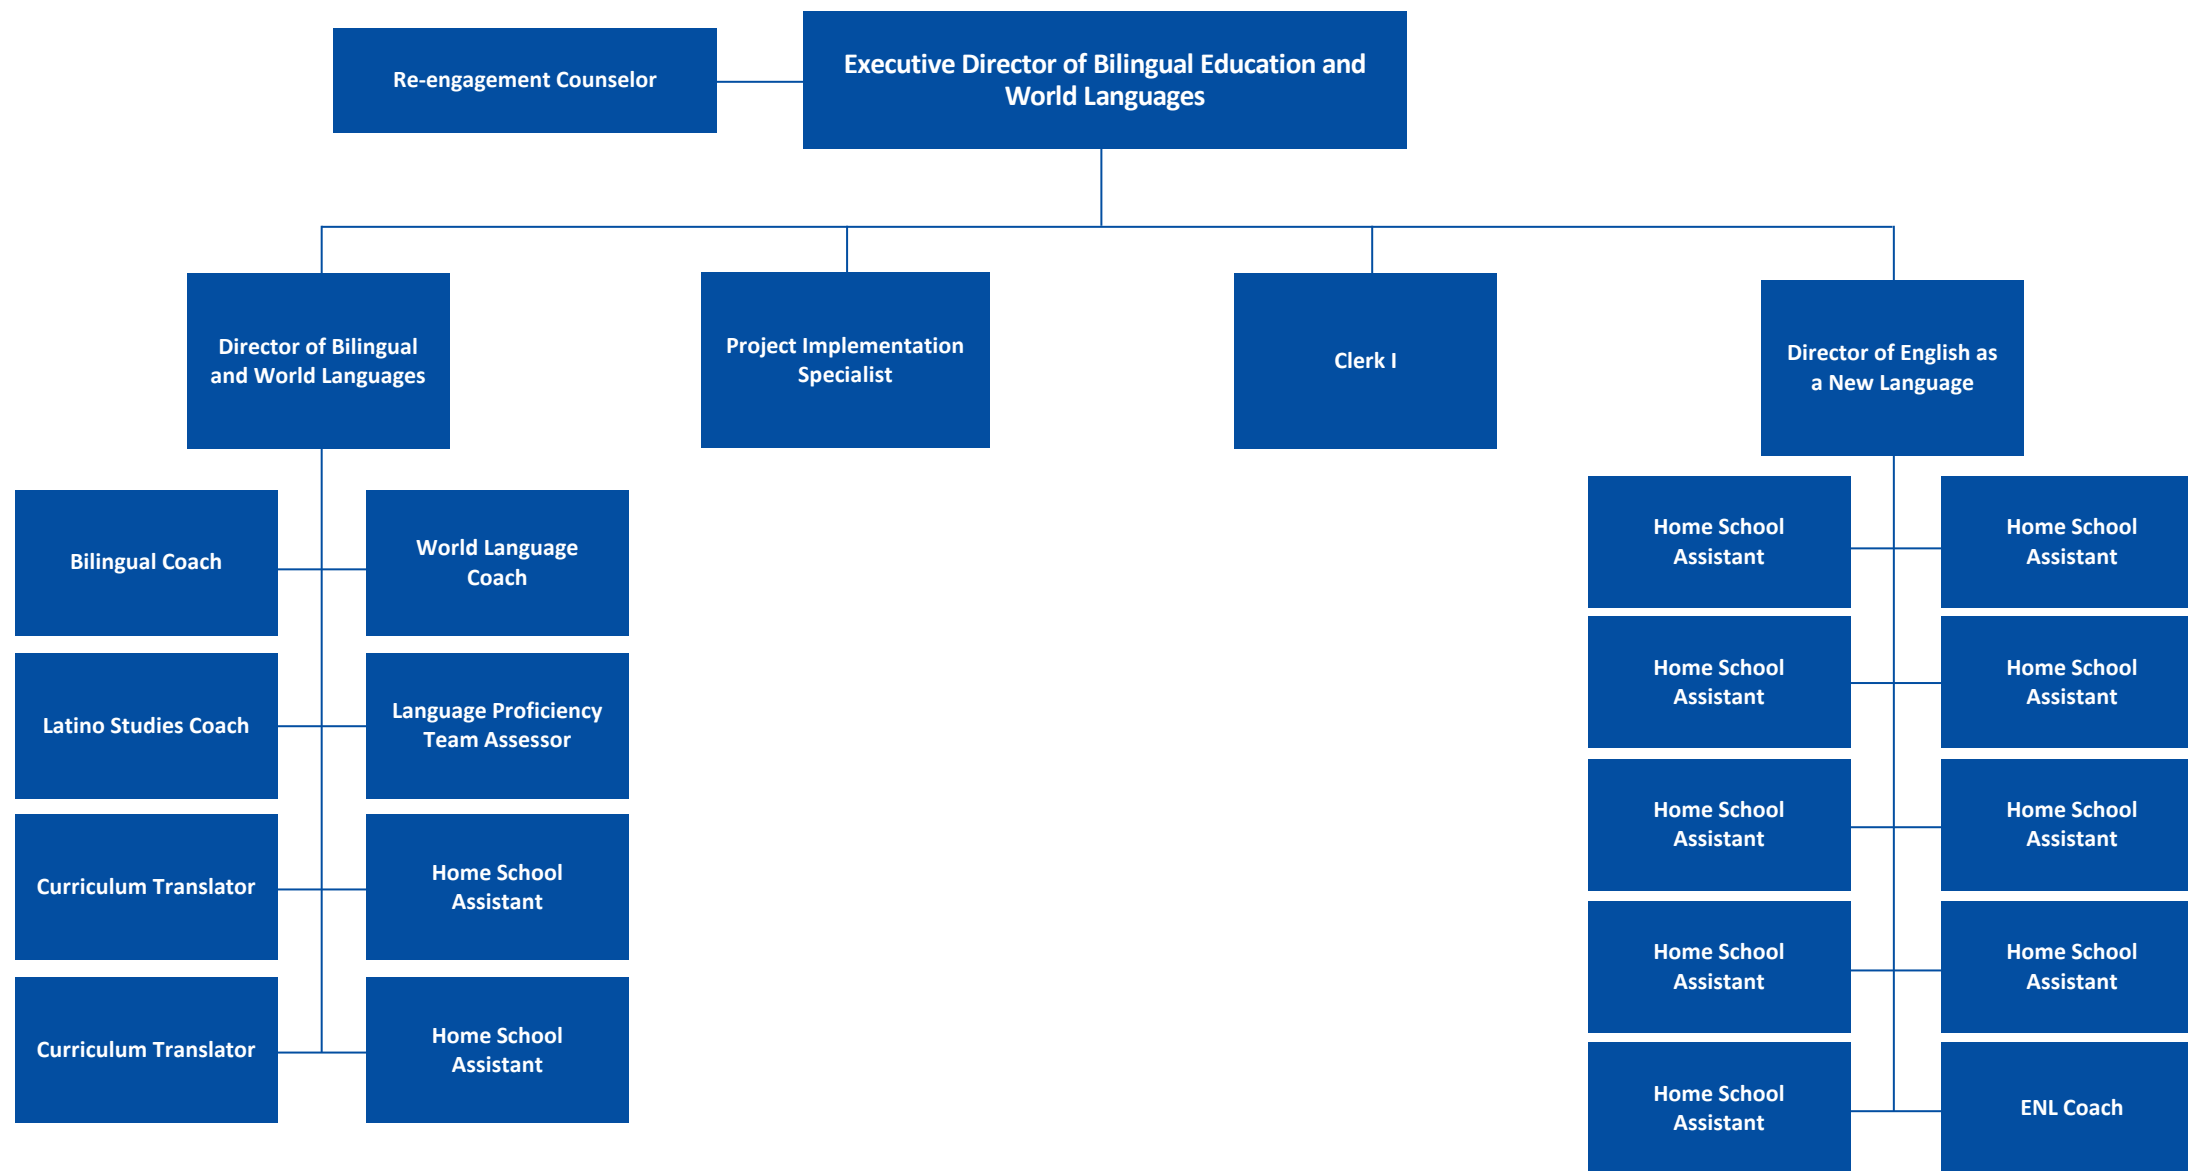 Re-engagement Counselor
Executive Director of Bilingual Education and
World Languages
Director of Bilingual
and World Languages
Project Implementation
Specialist
Clerk I
Director of English as
a New Language
Bilingual Coach
World Language
Coach
Latino Studies Coach
Language Proficiency
Team Assessor
Curriculum Translator
Home School
Assistant
Curriculum Translator
Home School
Assistant
Home School
Assistant
Home School
Assistant
Home School
Assistant
Home School
Assistant
Home School
Assistant
Home School
Assistant
Home School
Assistant
Home School
Assistant
Home School
Assistant
ENL Coach